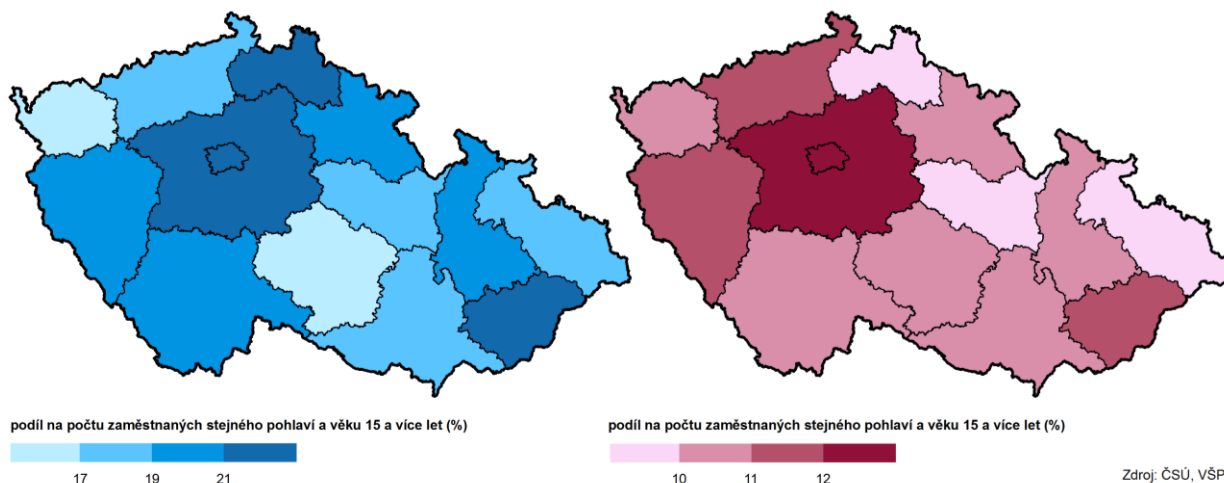 podíl na počtu zaměstnaných stejného pohlaví a věku 15 a více let (%)
17 19 21
podíl na počtu zaměstnaných stejného pohlaví a věku 15 a více let (%)
10 11 12
Zdroj: ČSÚ, VŠP